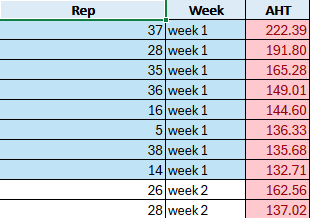 Rep Week AHT
37 week 1 222.39
28 week 1 191.80
35 week 1 165.28
36 week 1 149.01
16 week 1 144.60
5 week 1 136.33
38 week 1 135.68
14 week 1 132.71
26 week 2 162.56
28 week 2 137.02